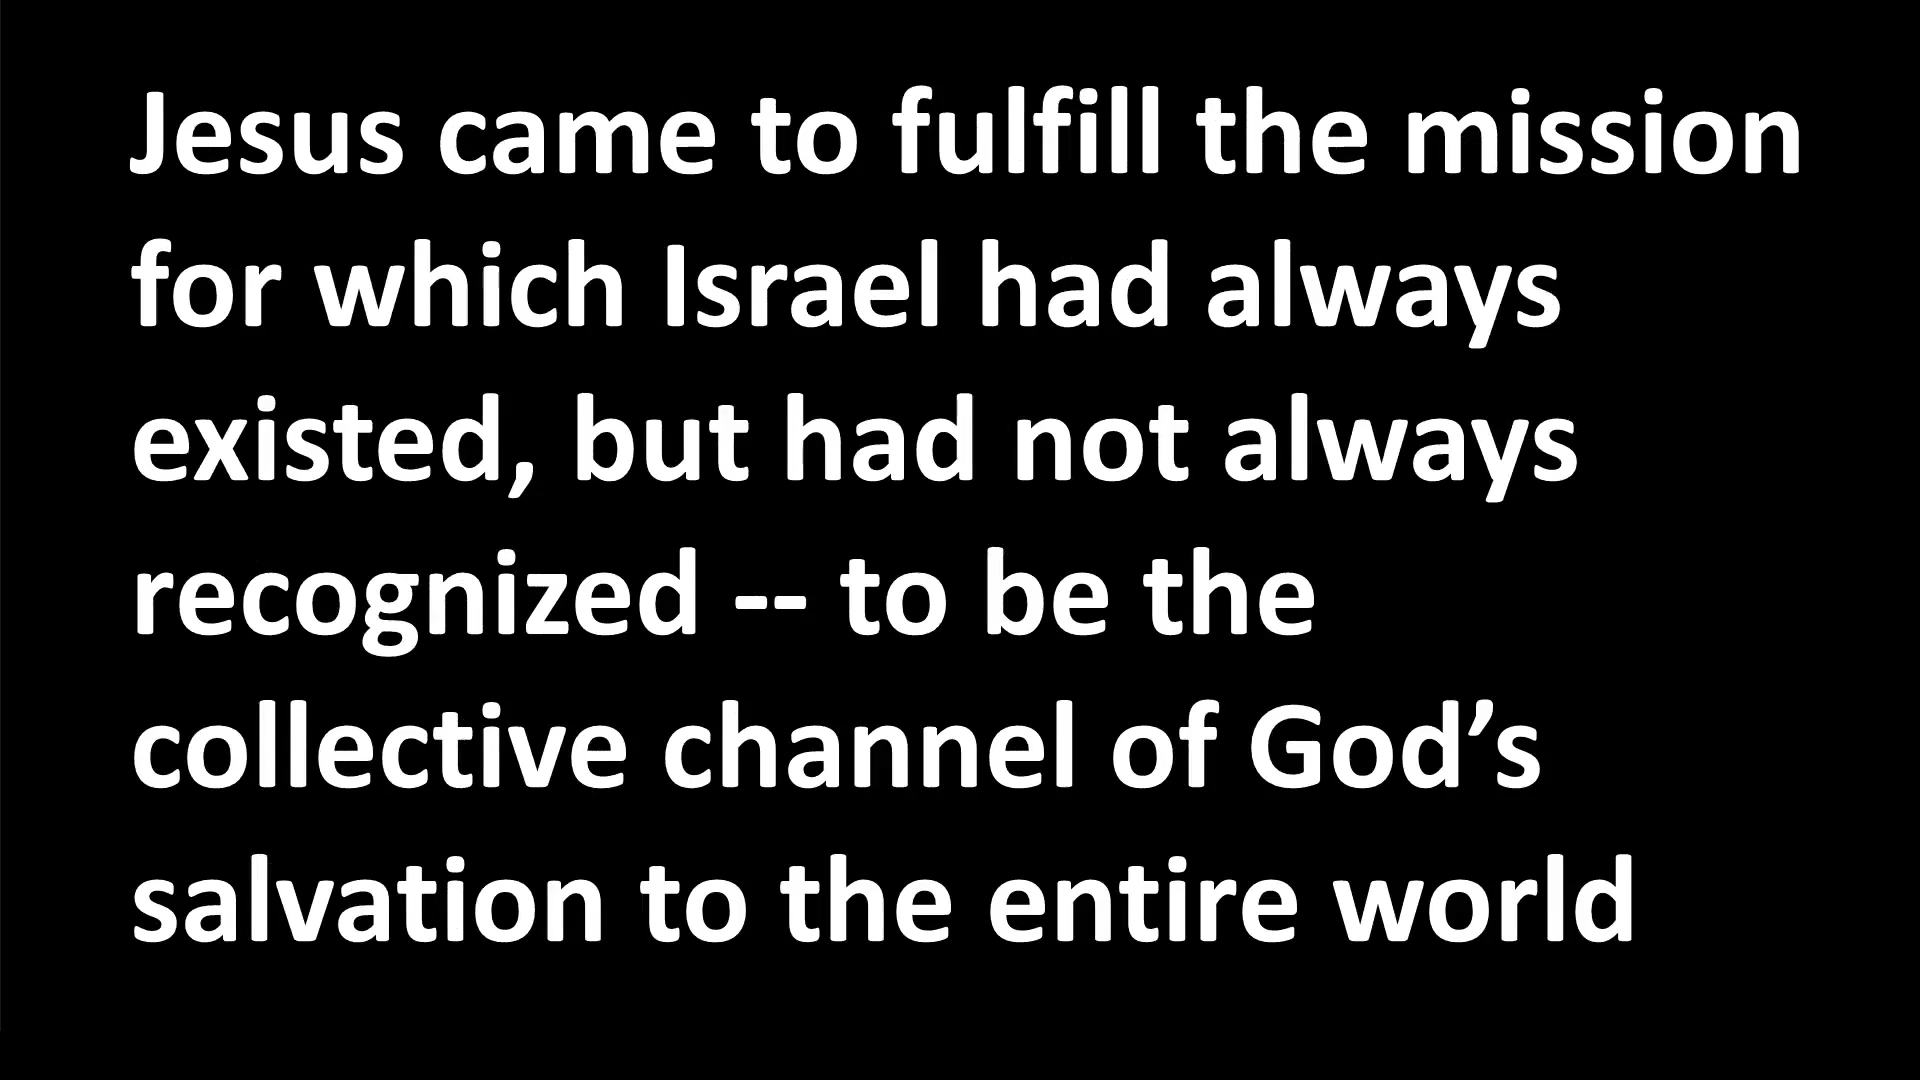 Jesus came to fulfill the mission
for which Israel had always
existed, but had not always
recognized -- to be the
collective channel of God’s
salvation to the entire world